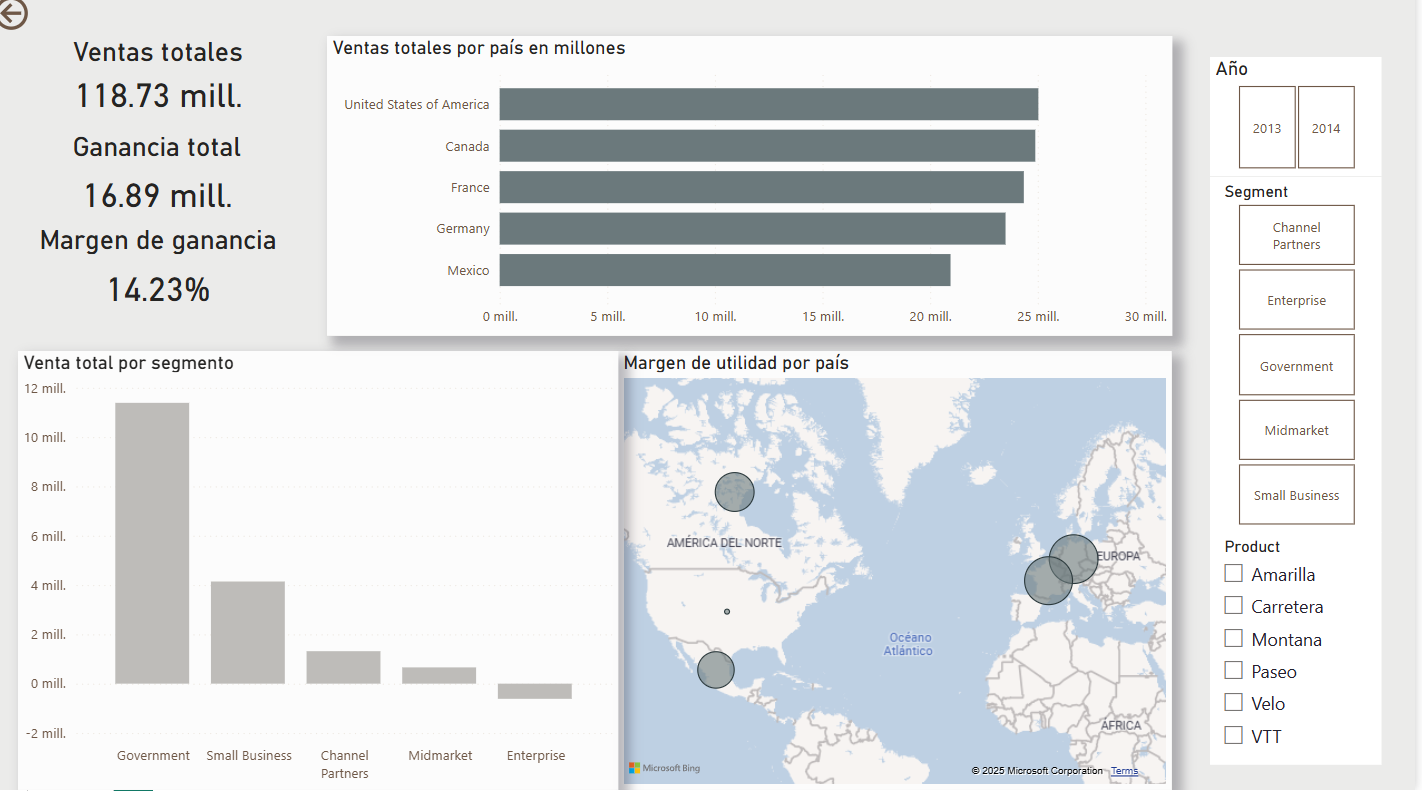 Ventas totales
118.73 mill.
Ganancia total
16.89 mill.
Margen de ganancia
14.23%
Ventas totales por país en millones
United States of America
Canada
France
Germany
Mexico
0 mill. 5 mill. 10 mill. 15 mill. 20 mill. 25 mill. 30 mill.
Año
2013 2014
Segment
Channel
Partners
Enterprise
Government
Midmarket
Small Business
Product
Amarilla
Carretera
Montana
Paseo
Velo
VTT
Venta total por segmento
12 mill.
10 mill.
8 mill.
6 mill.
4 mill.
2 mill.
0 mill.
-2 mill.
Government Small Business Channel Midmarket Enterprise
Partners
Margen de utilidad por país
AMÉRICA DEL NORTE
EUROPA
Océano
Atlántico
ÁFRICA
Microsoft Bing
© 2025 Microsoft Corporation Terms